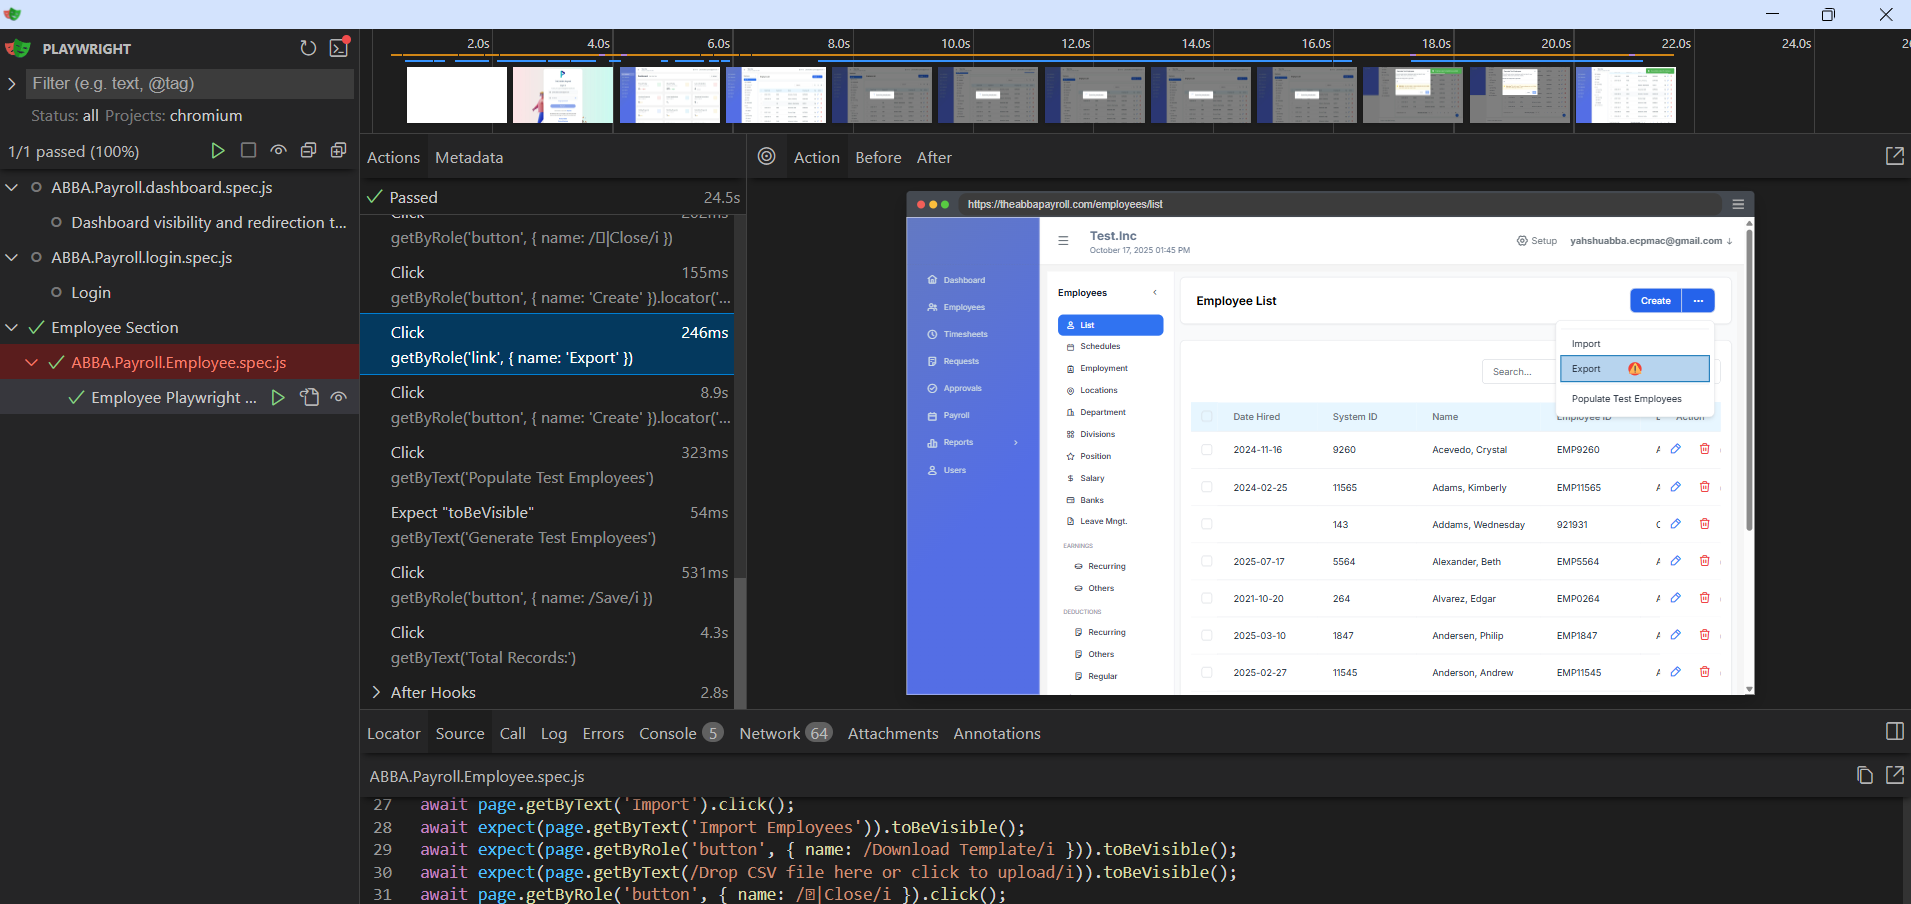 PLAYWRIGHT
Filter (e.g. text, @tag)
Status: all Projects: chromium
1/1 passed (100%)
ABBA.Payroll.dashboard.spec.js
Dashboard visibility and redirection t...
ABBA.Payroll.login.spec.js
Login
Employee Section
ABBA.Payroll.Employee.spec.js
Employee Playwright ...
2.0s 4.0s 6.0s 8.0s 10.0s 12.0s 14.0s 16.0s 18.0s 20.0s 22.0s 24.0s
Actions Metadata
Passed 24.5s
Click 202ms
getByRole('button', { name: /▯|Close/i })
Click 155ms
getByRole('button', { name: 'Create' }).locator('...
Click 246ms
getByRole('link', { name: 'Export' })
Click 8.9s
getByRole('button', { name: 'Create' }).locator('...
Click 323ms
getByText('Populate Test Employees')
Expect "toBeVisible" 54ms
getByText('Generate Test Employees')
Click 531ms
getByRole('button', { name: /Save/i })
Click 4.3s
getByText('Total Records:')
After Hooks 2.8s
Action Before After
https://theabbapayroll.com/employees/list
Test.Inc
October 17, 2025 01:45 PM
Setup yahshuabba.ecpmac@gmail.com
Dashboard
Employees
Timesheets
Requests
Approvals
Payroll
Reports
Users
Employees
List
Schedules
Employment
Locations
Department
Divisions
Position
Salary
Banks
Leave Mngt.
EARNINGS
Recurring
Others
DEDUCTIONS
Recurring
Others
Regular
Employee List
Create ...
Import
Export
Populate Test Employees
Search...
Date Hired System ID Name Employee ID Action
2024-11-16 9260 Acevedo, Crystal EMP9260
2024-02-25 11565 Adams, Kimberly EMP11565
143 Addams, Wednesday 921931
2025-07-17 5564 Alexander, Beth EMP5564
2021-10-20 264 Alvarez, Edgar EMP0264
2025-03-10 1847 Andersen, Philip EMP1847
2025-02-27 11545 Anderson, Andrew EMP11545
Locator Source Call Log Errors Console 5 Network 64 Attachments Annotations
ABBA.Payroll.Employee.spec.js
27 await page.getByText('Import').click();
28 await expect(page.getByText('Import Employees')).toBeVisible();
29 await expect(page.getByRole('button', { name: /Download Template/i })).toBeVisible();
30 await expect(page.getByText(/Drop CSV file here or click to upload/i)).toBeVisible();
31 await page.getByRole('button', { name: /▯|Close/i }).click();